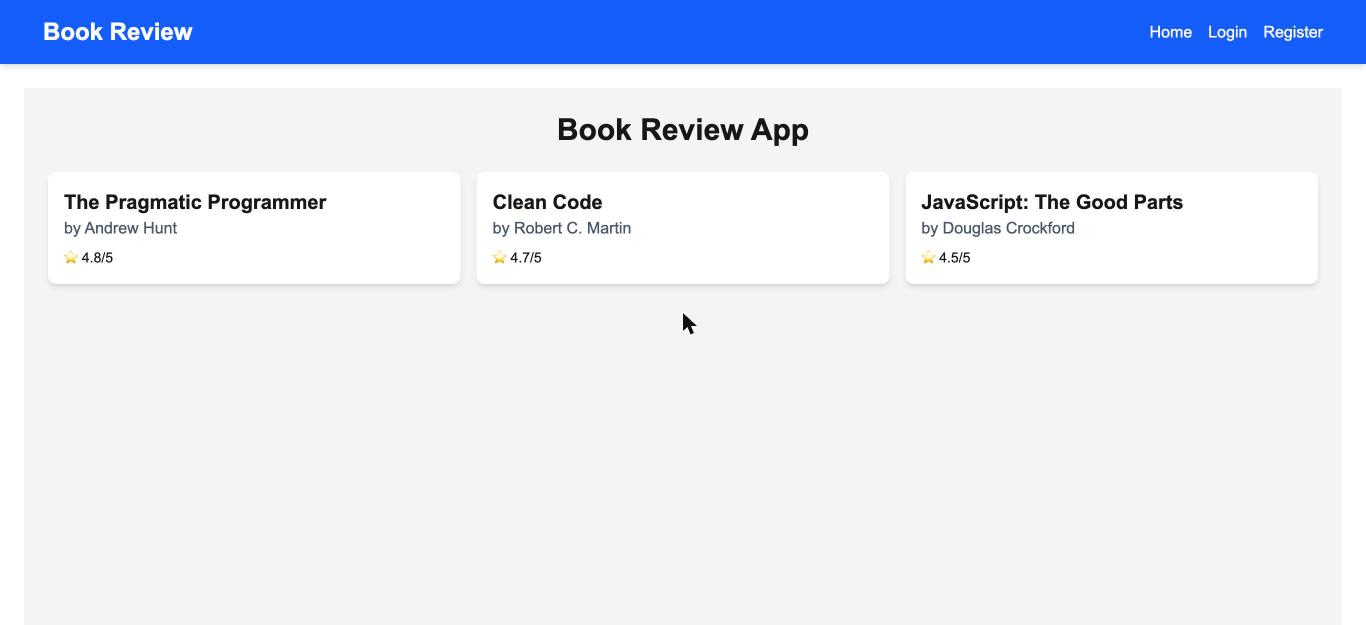 Book Review
Home Login Register
Book Review App
The Pragmatic Programmer
by Andrew Hunt
⭐ 4.8/5
Clean Code
by Robert C. Martin
⭐ 4.7/5
JavaScript: The Good Parts
by Douglas Crockford
⭐ 4.5/5